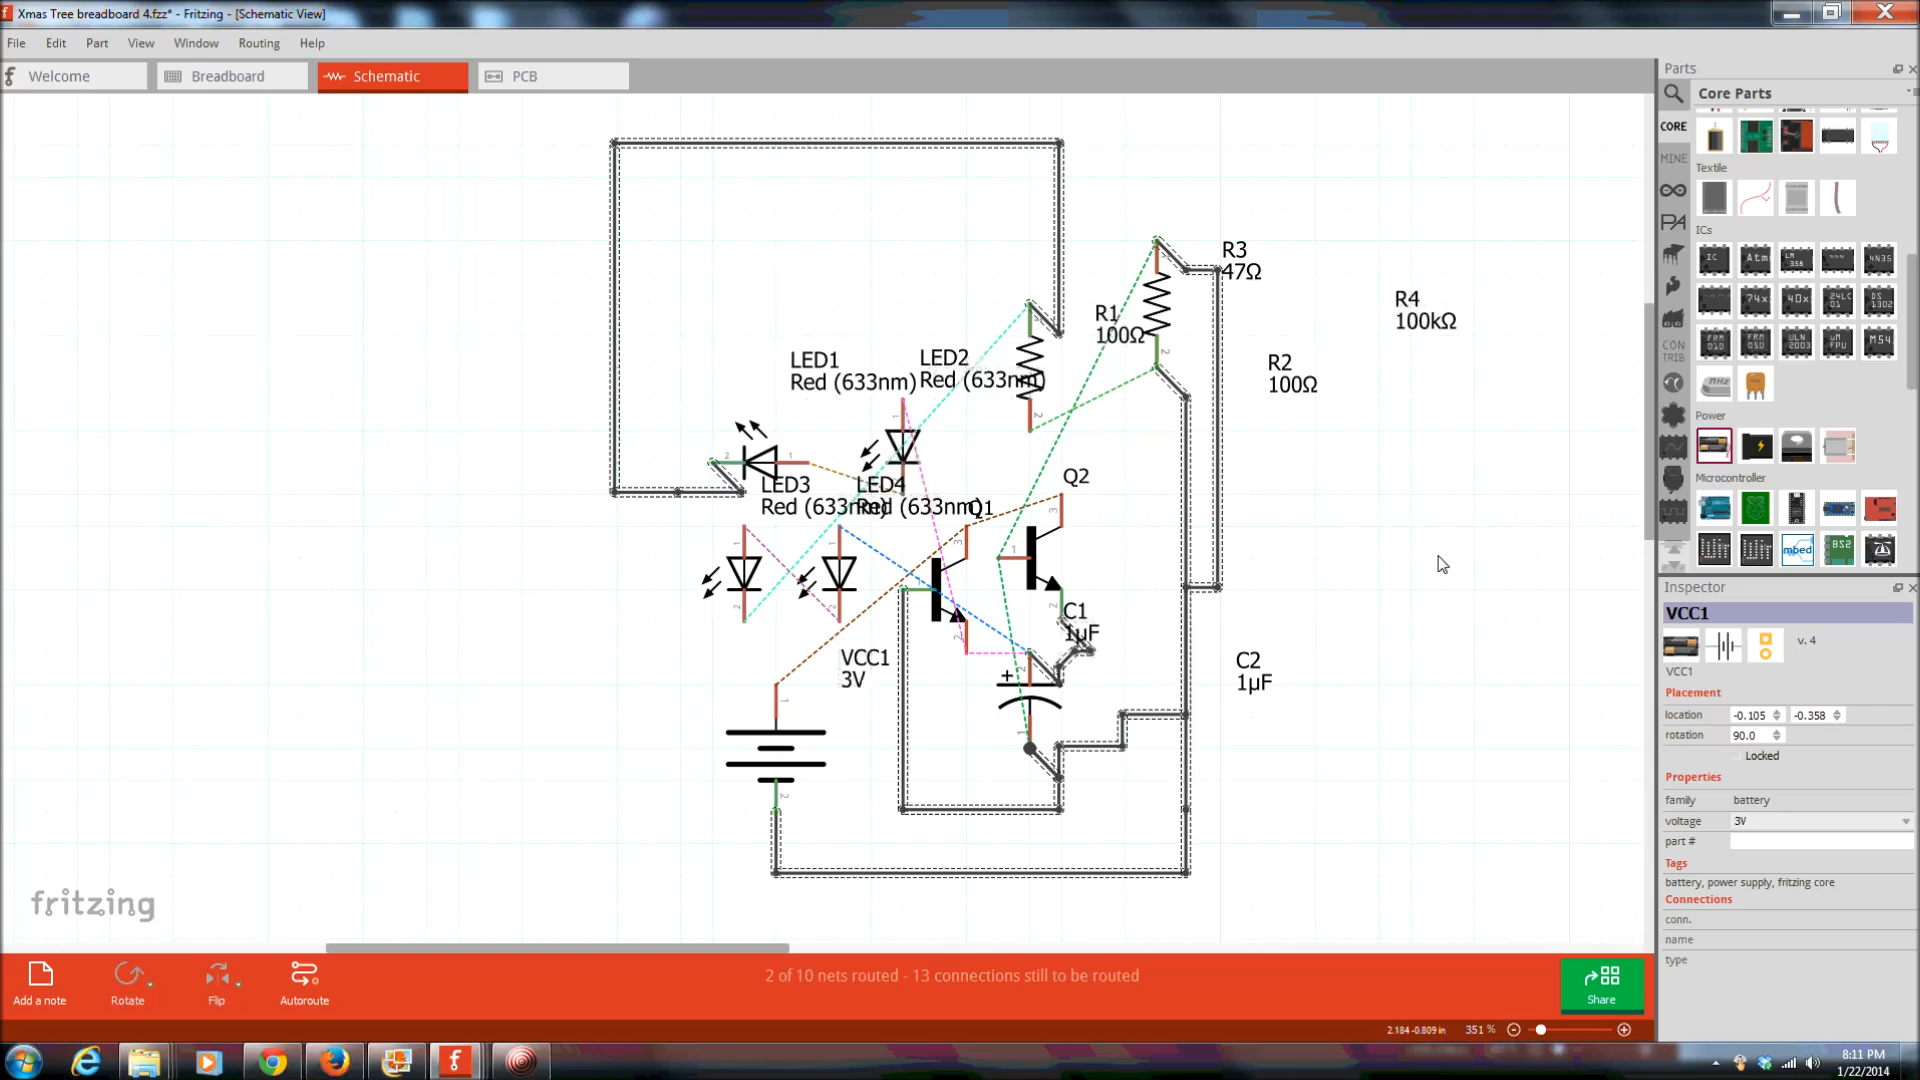 Xmas Tree breadboard 4.fzz* - Fritzing - [Schematic View]
File Edit Part View Window Routing Help
Welcome Breadboard Schematic PCB
Parts
Core Parts
CORE
MINE
Textile
ICs
PA
CON
TRIB
Power
Microcontroller
R3
47Ω
R1
100Ω
R4
100kΩ
R2
100Ω
LED1
Red (633nm)
LED2
Red (633nm)
LED3
Red (633nm)
LED4
Red (633nm)
Q1
Q2
C1
1µF
C2
1µF
VCC1
3V
fritzing
Inspector
VCC1
v. 4
VCC1
Placement
location -0.105 -0.358
rotation 90.0
Locked
Properties
family battery
voltage 3V
part #
Tags
battery, power supply, fritzing core
Connections
conn.
name
type
Add a note Rotate Flip Autoroute
2 of 10 nets routed - 13 connections still to be routed
Share
2.184 -0.809 in 351 %
8:11 PM
1/22/2014